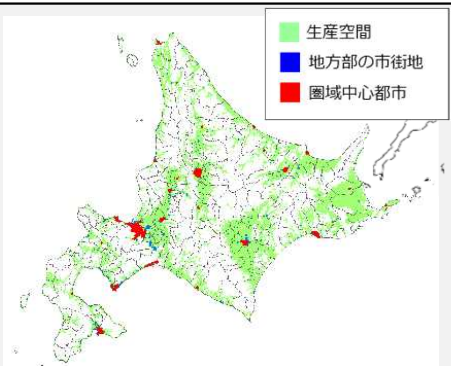 生産空間
地方部の市街地
圏域中心都市